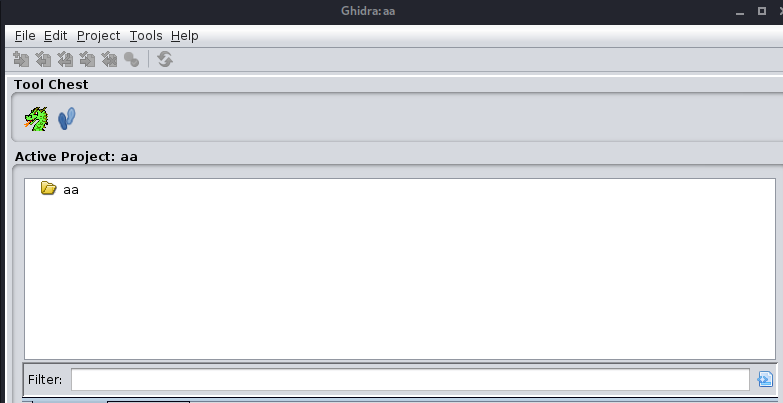 Ghidra: aa
File Edit Project Tools Help
Tool Chest
Active Project: aa
aa
Filter: